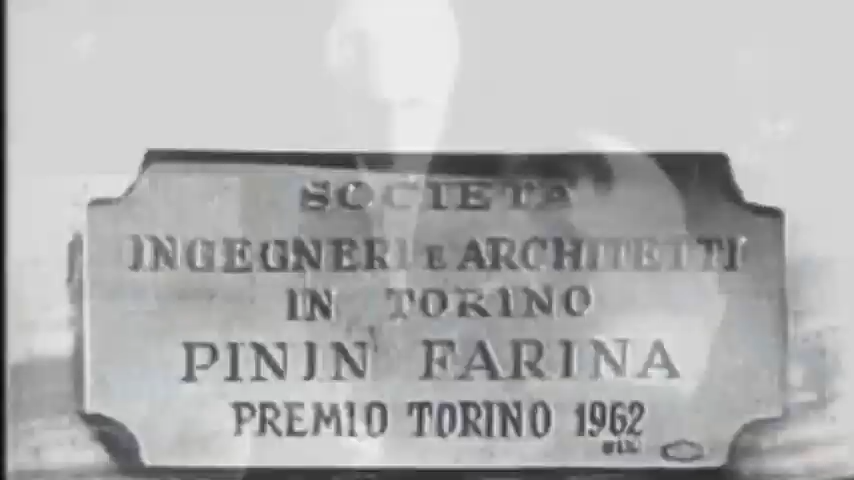 SOCIETA
INGEGNERI E ARCHITETTI
IN TORINO
PININ FARINA
PREMIO TORINO 1962